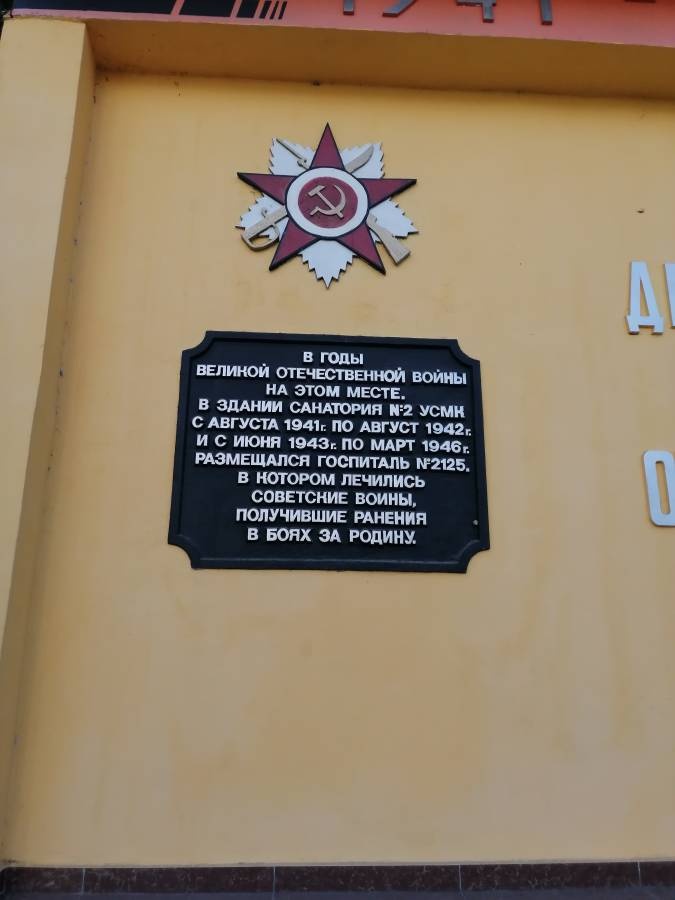 1941 -
В ГОДЫ
ВЕЛИКОЙ ОТЕЧЕСТВЕННОЙ ВОЙНЫ
НА ЭТОМ МЕСТЕ.
В ЗДАНИИ САНАТОРИЯ №2 УСМК
С АВГУСТА 1941г. ПО АВГУСТ 1942г.
И С ИЮНЯ 1943г. ПО МАРТ 1946г.
РАЗМЕЩАЛСЯ ГОСПИТАЛЬ №2125.
В КОТОРОМ ЛЕЧИЛИСЬ
СОВЕТСКИЕ ВОИНЫ,
ПОЛУЧИВШИЕ РАНЕНИЯ
В БОЯХ ЗА РОДИНУ.